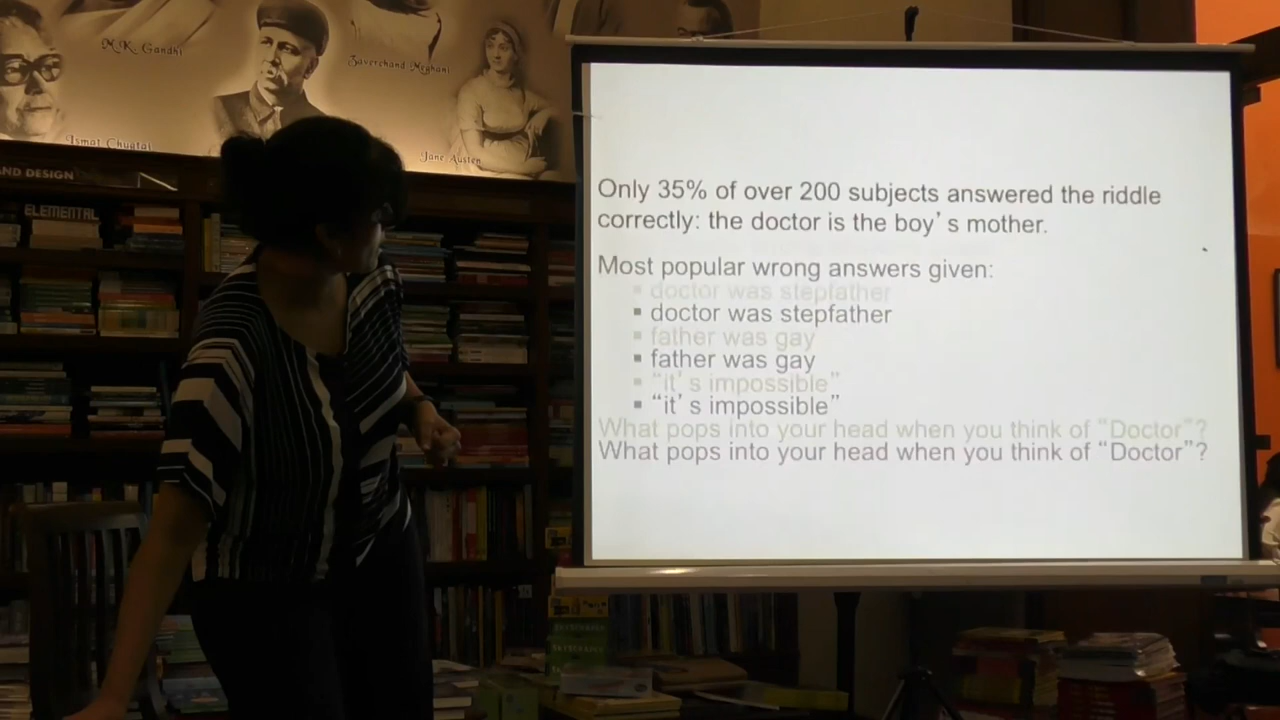 M.K. Gandhi
Zaverchand Meghani
Ismat Chugtai
Jane Austen
AND DESIGN
ELEMENTAL
Only 35% of over 200 subjects answered the riddle
correctly: the doctor is the boy's mother.
Most popular wrong answers given:
▪ doctor was stepfather
▪ doctor was stepfather
▪ father was gay
▪ father was gay
▪ “it's impossible”
▪ “it's impossible”
What pops into your head when you think of “Doctor”?
What pops into your head when you think of “Doctor”?